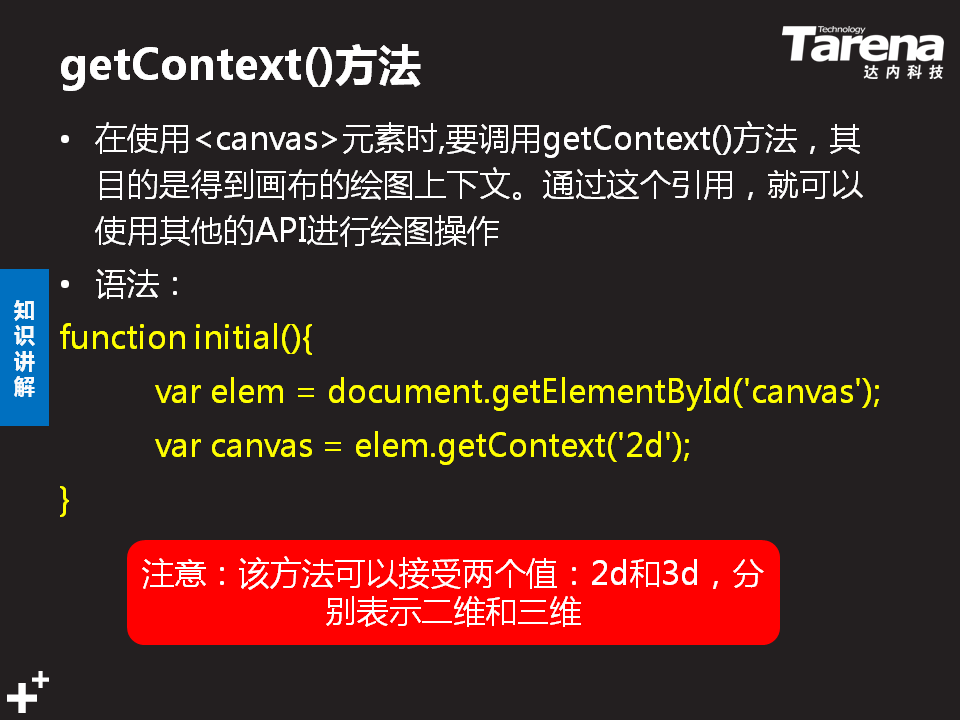 getContext()方法
Technology
Tarena
达内科技
• 在使用<canvas>元素时,要调用getContext()方法，其
目的是得到画布的绘图上下文。通过这个引用，就可以
使用其他的API进行绘图操作
• 语法：
知识讲解
function initial(){
var elem = document.getElementById('canvas');
var canvas = elem.getContext('2d');
}
注意：该方法可以接受两个值：2d和3d，分
别表示二维和三维